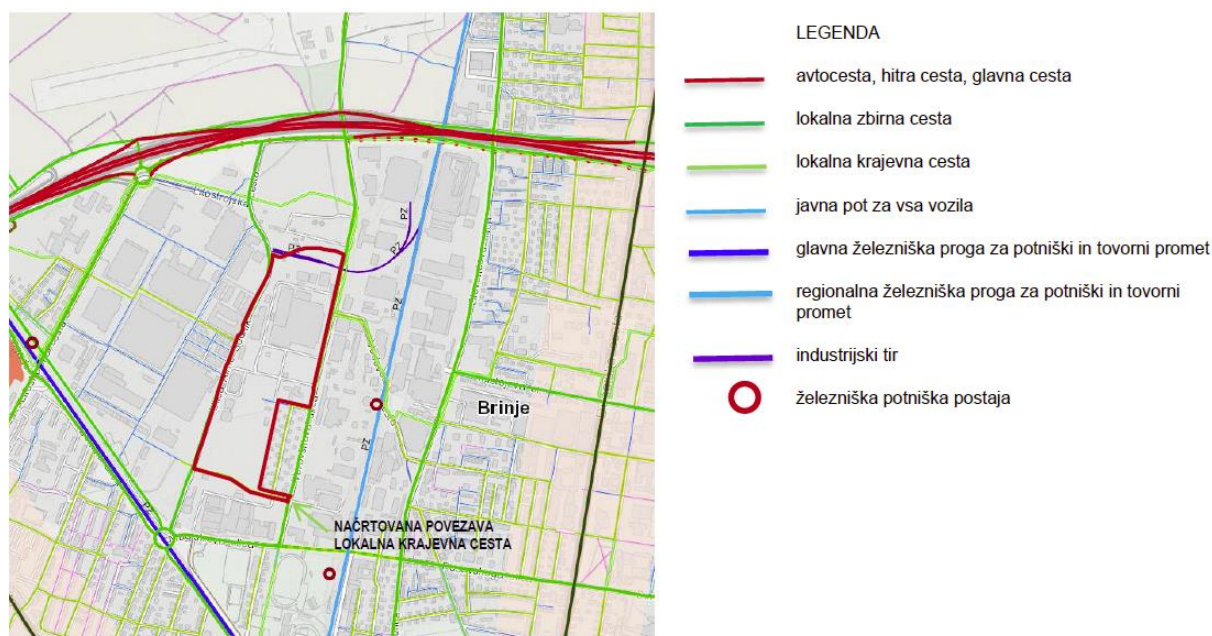 LEGENDA
avtocesta, hitra cesta, glavna cesta
lokalna zbirna cesta
lokalna krajevna cesta
javna pot za vsa vozila
glavna železniška proga za potniški in tovorni promet
regionalna železniška proga za potniški in tovorni
promet
industrijski tir
železniška potniška postaja
Litostrojska
PZ
PZ
PZ
PZ
Brinje
PZ
PZ
NAČRTOVANA POVEZAVA
LOKALNA KRAJEVNA CESTA